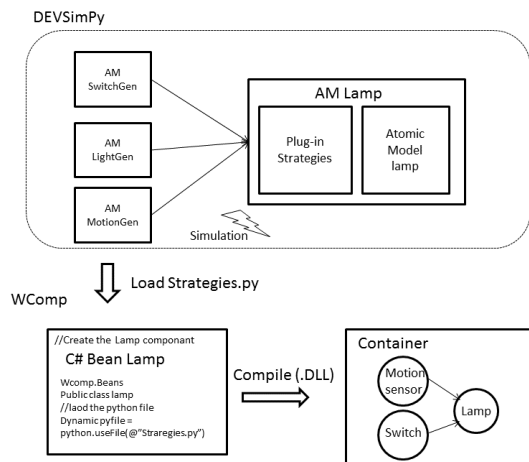 DEVSimPy
AM
SwitchGen
AM
LightGen
AM
MotionGen
AM Lamp
Plug-in
Strategies
Atomic
Model
lamp
Simulation
Load Strategies.py
WComp
//Create the Lamp componant
C# Bean Lamp
Wcomp.Beans
Public class lamp
//laod the python file
Dynamic pyfile =
python.useFile(@"Straregies.py")
Compile (.DLL)
Container
Motion
sensor
Switch
Lamp